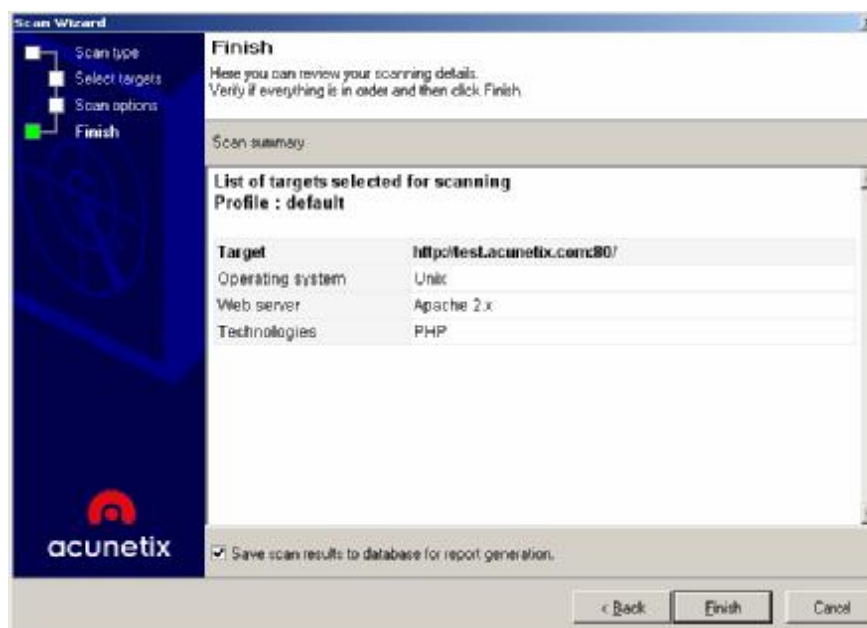 Scan Wizard
Scan type
Select targets
Scan options
Finish
Finish
Here you can review your scanning details.
Verify if everything is in order and then click Finish.
Scan summary
List of targets selected for scanning
Profile : default
Target http://test.acunetix.com:80/
Operating system Unix
Web server Apache 2.x
Technologies PHP
acunetix
Save scan results to database for report generation.
< Back Finish Cancel